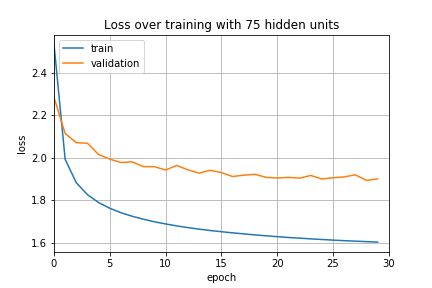 Loss over training with 75 hidden units
train
validation
2.4
2.2
2.0
1.8
1.6
loss
0 5 10 15 20 25 30
epoch